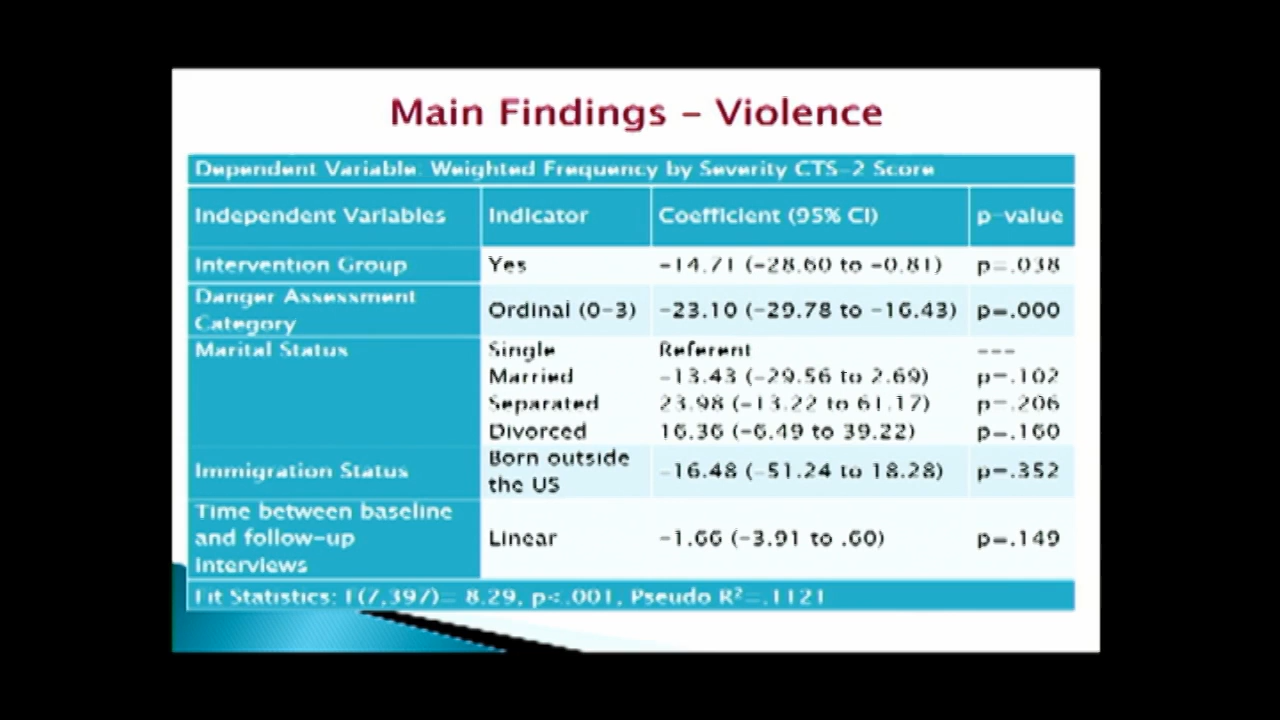 Main Findings – Violence
Dependent Variable: Weighted Frequency by Severity CTS-2 Score
Independent Variables Indicator Coefficient (95% CI) p-value
Intervention Group Yes -14.71 (-28.60 to -0.81) p=.038
Danger Assessment Category Ordinal (0-3) -23.10 (-29.78 to -16.43) p=.000
Marital Status Single Referent ---
Married -13.43 (-29.56 to 2.69) p=.102
Separated 23.98 (-13.22 to 61.17) p=.206
Divorced 16.36 (-6.49 to 39.22) p=.160
Immigration Status Born outside the US -16.48 (-51.24 to 18.28) p=.352
Time between baseline and follow-up interviews Linear -1.66 (-3.91 to .60) p=.149
Fit Statistics: F(7,397)= 8.29, p<.001, Pseudo R²=.1121